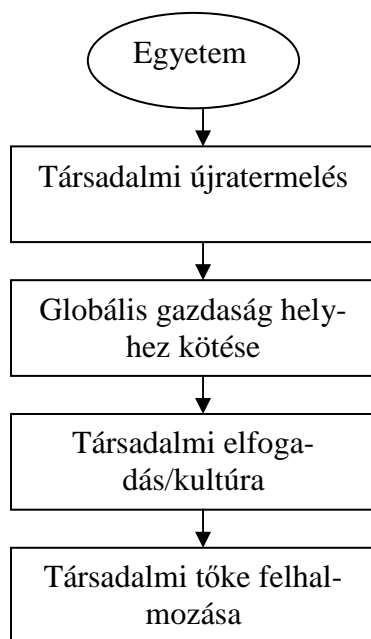 Egyetem
Társadalmi újratermelés
Globális gazdaság hely-
hez kötése
Társadalmi elfoga-
dás/kultúra
Társadalmi tőke felhal-
mozása